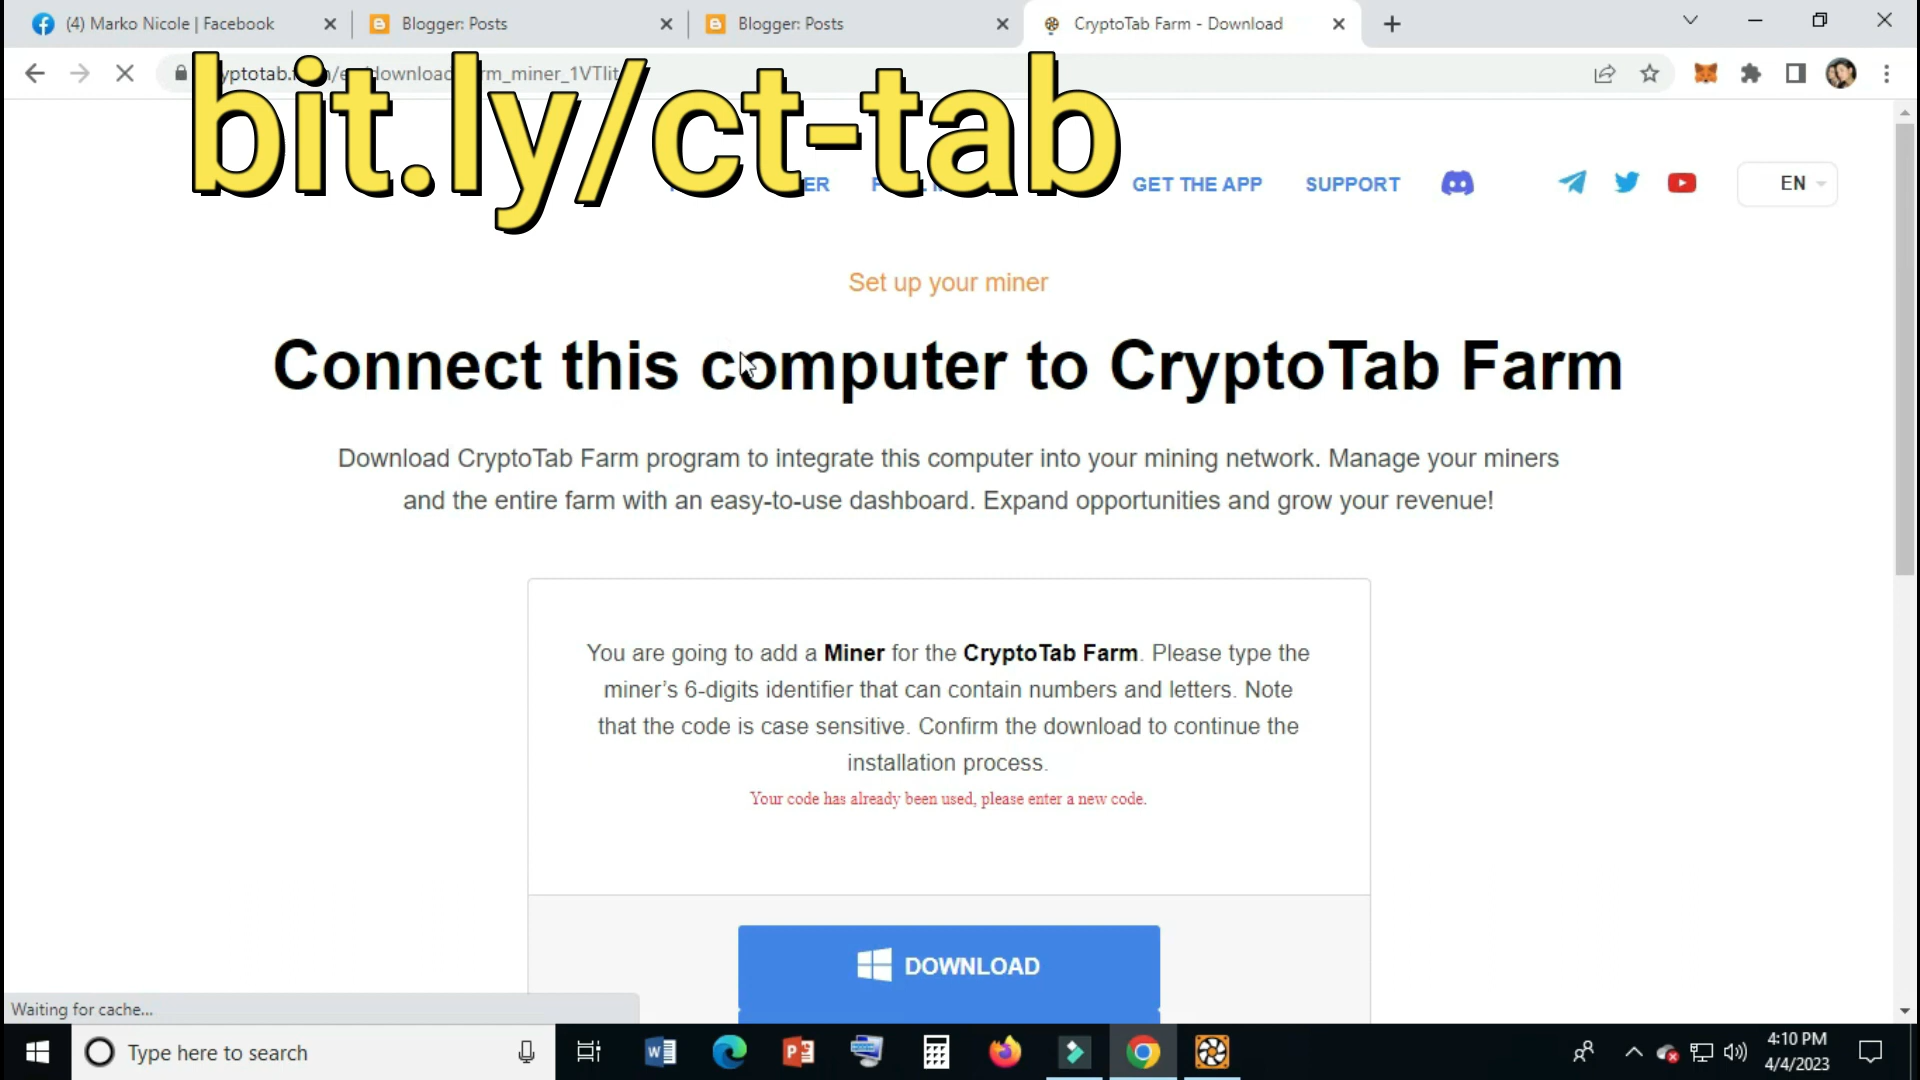 (4) Marko Nicole | Facebook
Blogger: Posts
Blogger: Posts
CryptoTab Farm - Download
bit.ly/ct-tab
GET THE APP
SUPPORT
EN
Set up your miner
Connect this computer to CryptoTab Farm
Download CryptoTab Farm program to integrate this computer into your mining network. Manage your miners
and the entire farm with an easy-to-use dashboard. Expand opportunities and grow your revenue!
You are going to add a Miner for the CryptoTab Farm. Please type the
miner’s 6-digits identifier that can contain numbers and letters. Note
that the code is case sensitive. Confirm the download to continue the
installation process.
Your code has already been used, please enter a new code.
DOWNLOAD
Waiting for cache...
Type here to search
4:10 PM
4/4/2023